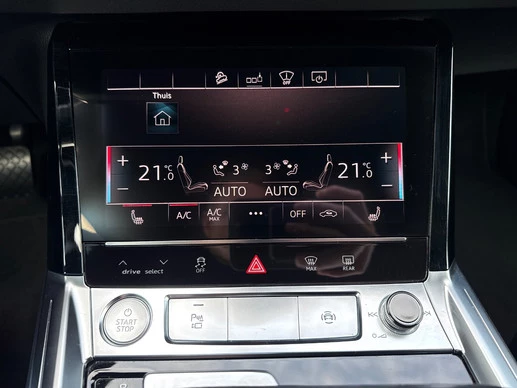 OFF
Thuis
+ +
21.0°C 3 3 21.0°C
− −
AUTO AUTO
A/C A/C MAX ••• OFF
drive select OFF MAX REAR
START
STOP
P